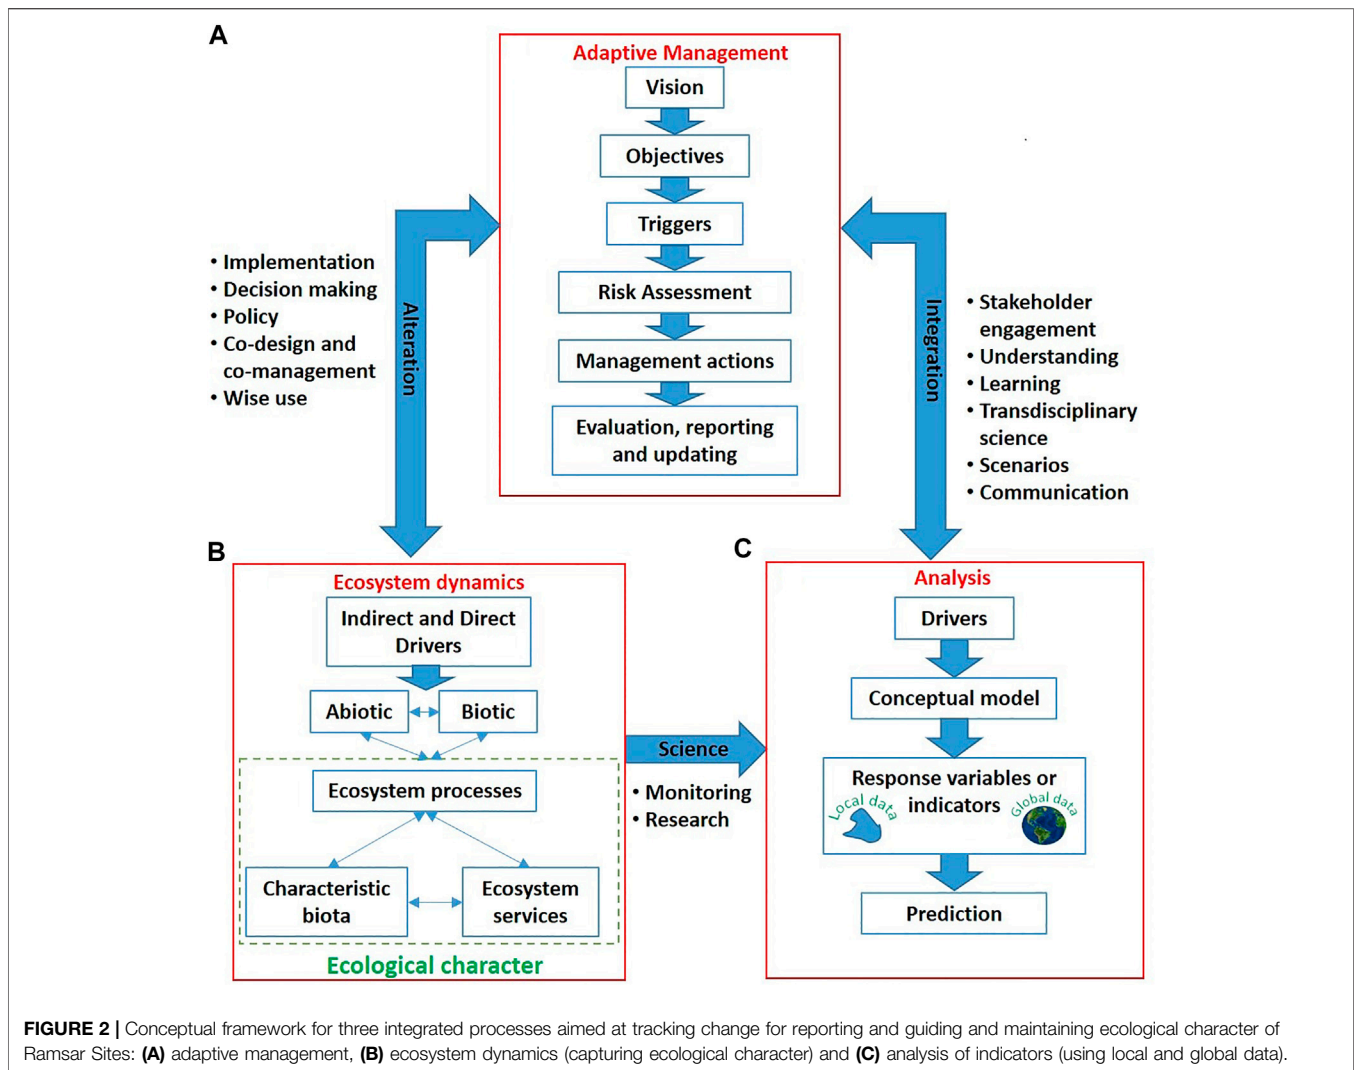 A
Adaptive Management
Vision
Objectives
Triggers
Risk Assessment
Management actions
Evaluation, reporting
and updating
• Implementation
• Decision making
• Policy
• Co-design and
co-management
• Wise use
Alteration
Integration
• Stakeholder
engagement
• Understanding
• Learning
• Transdisciplinary
science
• Scenarios
• Communication
B
Ecosystem dynamics
Indirect and Direct
Drivers
Abiotic
Biotic
Ecosystem processes
Characteristic
biota
Ecosystem
services
Ecological character
Science
• Monitoring
• Research
C
Analysis
Drivers
Conceptual model
Response variables or
indicators
Local data
Global data
Prediction
FIGURE 2 | Conceptual framework for three integrated processes aimed at tracking change for reporting and guiding and maintaining ecological character of
Ramsar Sites: (A) adaptive management, (B) ecosystem dynamics (capturing ecological character) and (C) analysis of indicators (using local and global data).